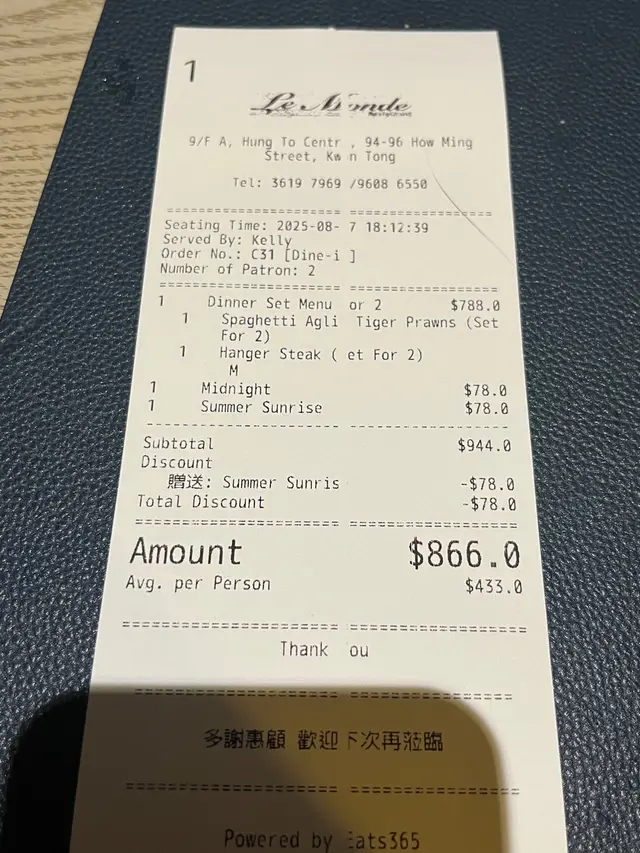 1
Le Monde
Restaurant
9/F A, Hung To Centr , 94-96 How Ming
Street, Kw n Tong
Tel: 3619 7969 /9608 6550
Seating Time: 2025-08- 7 18:12:39
Served By: Kelly
Order No.: C31 [Dine-i ]
Number of Patron: 2
1 Dinner Set Menu or 2 $788.0
1 Spaghetti Agli Tiger Prawns (Set
For 2)
1 Hanger Steak ( et For 2)
M
1 Midnight $78.0
1 Summer Sunrise $78.0
Subtotal $944.0
Discount
贈送: Summer Sunris -$78.0
Total Discount -$78.0
Amount $866.0
Avg. per Person $433.0
Thank ou
多謝惠顧 歡迎下次再蒞臨
Powered by Eats365